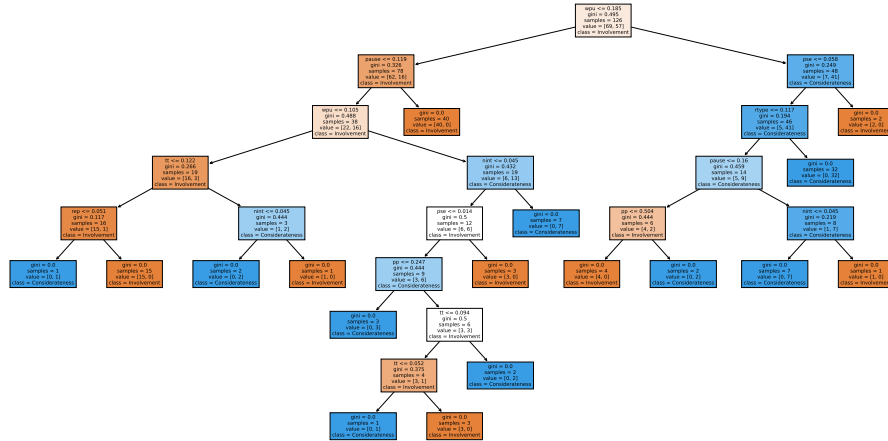 wpu <= 0.185
gini = 0.495
samples = 126
value = [69, 57]
class = Involvement
pause <= 0.119
gini = 0.326
samples = 78
value = [62, 16]
class = Involvement
pse <= 0.058
gini = 0.249
samples = 48
value = [7, 41]
class = Considerateness
wpu <= 0.105
gini = 0.488
samples = 38
value = [22, 16]
class = Involvement
gini = 0.0
samples = 40
value = [40, 0]
class = Involvement
rtype <= 0.117
gini = 0.194
samples = 46
value = [5, 41]
class = Considerateness
gini = 0.0
samples = 2
value = [2, 0]
class = Involvement
tt <= 0.122
gini = 0.266
samples = 19
value = [16, 3]
class = Involvement
nint <= 0.045
gini = 0.432
samples = 19
value = [6, 13]
class = Considerateness
pause <= 0.16
gini = 0.459
samples = 14
value = [5, 9]
class = Considerateness
gini = 0.0
samples = 32
value = [0, 32]
class = Considerateness
rep <= 0.051
gini = 0.117
samples = 16
value = [15, 1]
class = Involvement
nint <= 0.045
gini = 0.444
samples = 3
value = [1, 2]
class = Considerateness
pse <= 0.014
gini = 0.5
samples = 12
value = [6, 6]
class = Involvement
gini = 0.0
samples = 7
value = [0, 7]
class = Considerateness
pp <= 0.504
gini = 0.444
samples = 6
value = [4, 2]
class = Involvement
nint <= 0.045
gini = 0.219
samples = 8
value = [1, 7]
class = Considerateness
gini = 0.0
samples = 1
value = [0, 1]
class = Considerateness
gini = 0.0
samples = 15
value = [15, 0]
class = Involvement
gini = 0.0
samples = 2
value = [0, 2]
class = Considerateness
gini = 0.0
samples = 1
value = [1, 0]
class = Involvement
pp <= 0.247
gini = 0.444
samples = 9
value = [3, 6]
class = Considerateness
gini = 0.0
samples = 3
value = [3, 0]
class = Involvement
gini = 0.0
samples = 4
value = [4, 0]
class = Involvement
gini = 0.0
samples = 2
value = [0, 2]
class = Considerateness
gini = 0.0
samples = 7
value = [0, 7]
class = Considerateness
gini = 0.0
samples = 1
value = [1, 0]
class = Involvement
gini = 0.0
samples = 3
value = [0, 3]
class = Considerateness
tt <= 0.094
gini = 0.5
samples = 6
value = [3, 3]
class = Involvement
tt <= 0.052
gini = 0.375
samples = 4
value = [3, 1]
class = Involvement
gini = 0.0
samples = 2
value = [0, 2]
class = Considerateness
gini = 0.0
samples = 1
value = [0, 1]
class = Considerateness
gini = 0.0
samples = 3
value = [3, 0]
class = Involvement